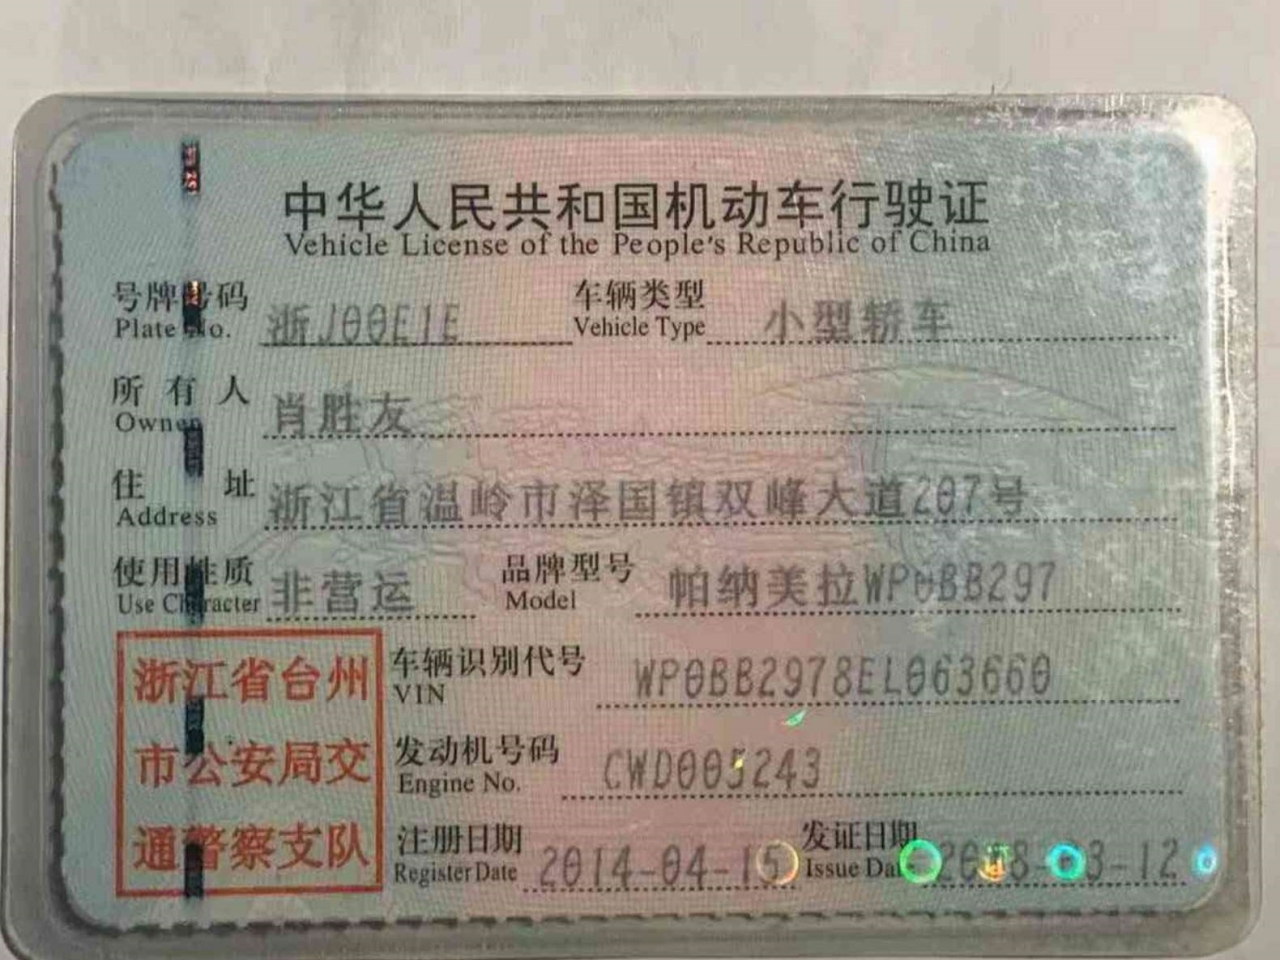 中华人民共和国机动车行驶证
Vehicle License of the People's Republic of China
号牌号码 浙J00E1E 车辆类型 小型轿车
Plate No. Vehicle Type
所有人 肖胜友
Owner
住址 浙江省温岭市泽国镇双峰大道207号
Address
使用性质 非营运 品牌型号 帕纳美拉WP0BB297
Use Character Model
浙江省台州
市公安局交
通警察支队
车辆识别代号 WP0BB2978EL063660
VIN
发动机号码 CWD005243
Engine No.
注册日期 2014-04-15 发证日期
Register Date Issue Date